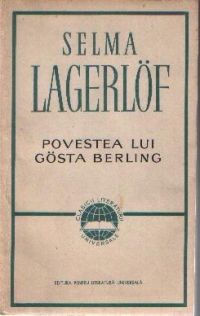 SELMA
LAGERLÖF
POVESTEA LUI
GÖSTA BERLING
CLASICII LITERATURII
UNIVERSALE
EDITURA PENTRU LITERATURĂ UNIVERSALĂ